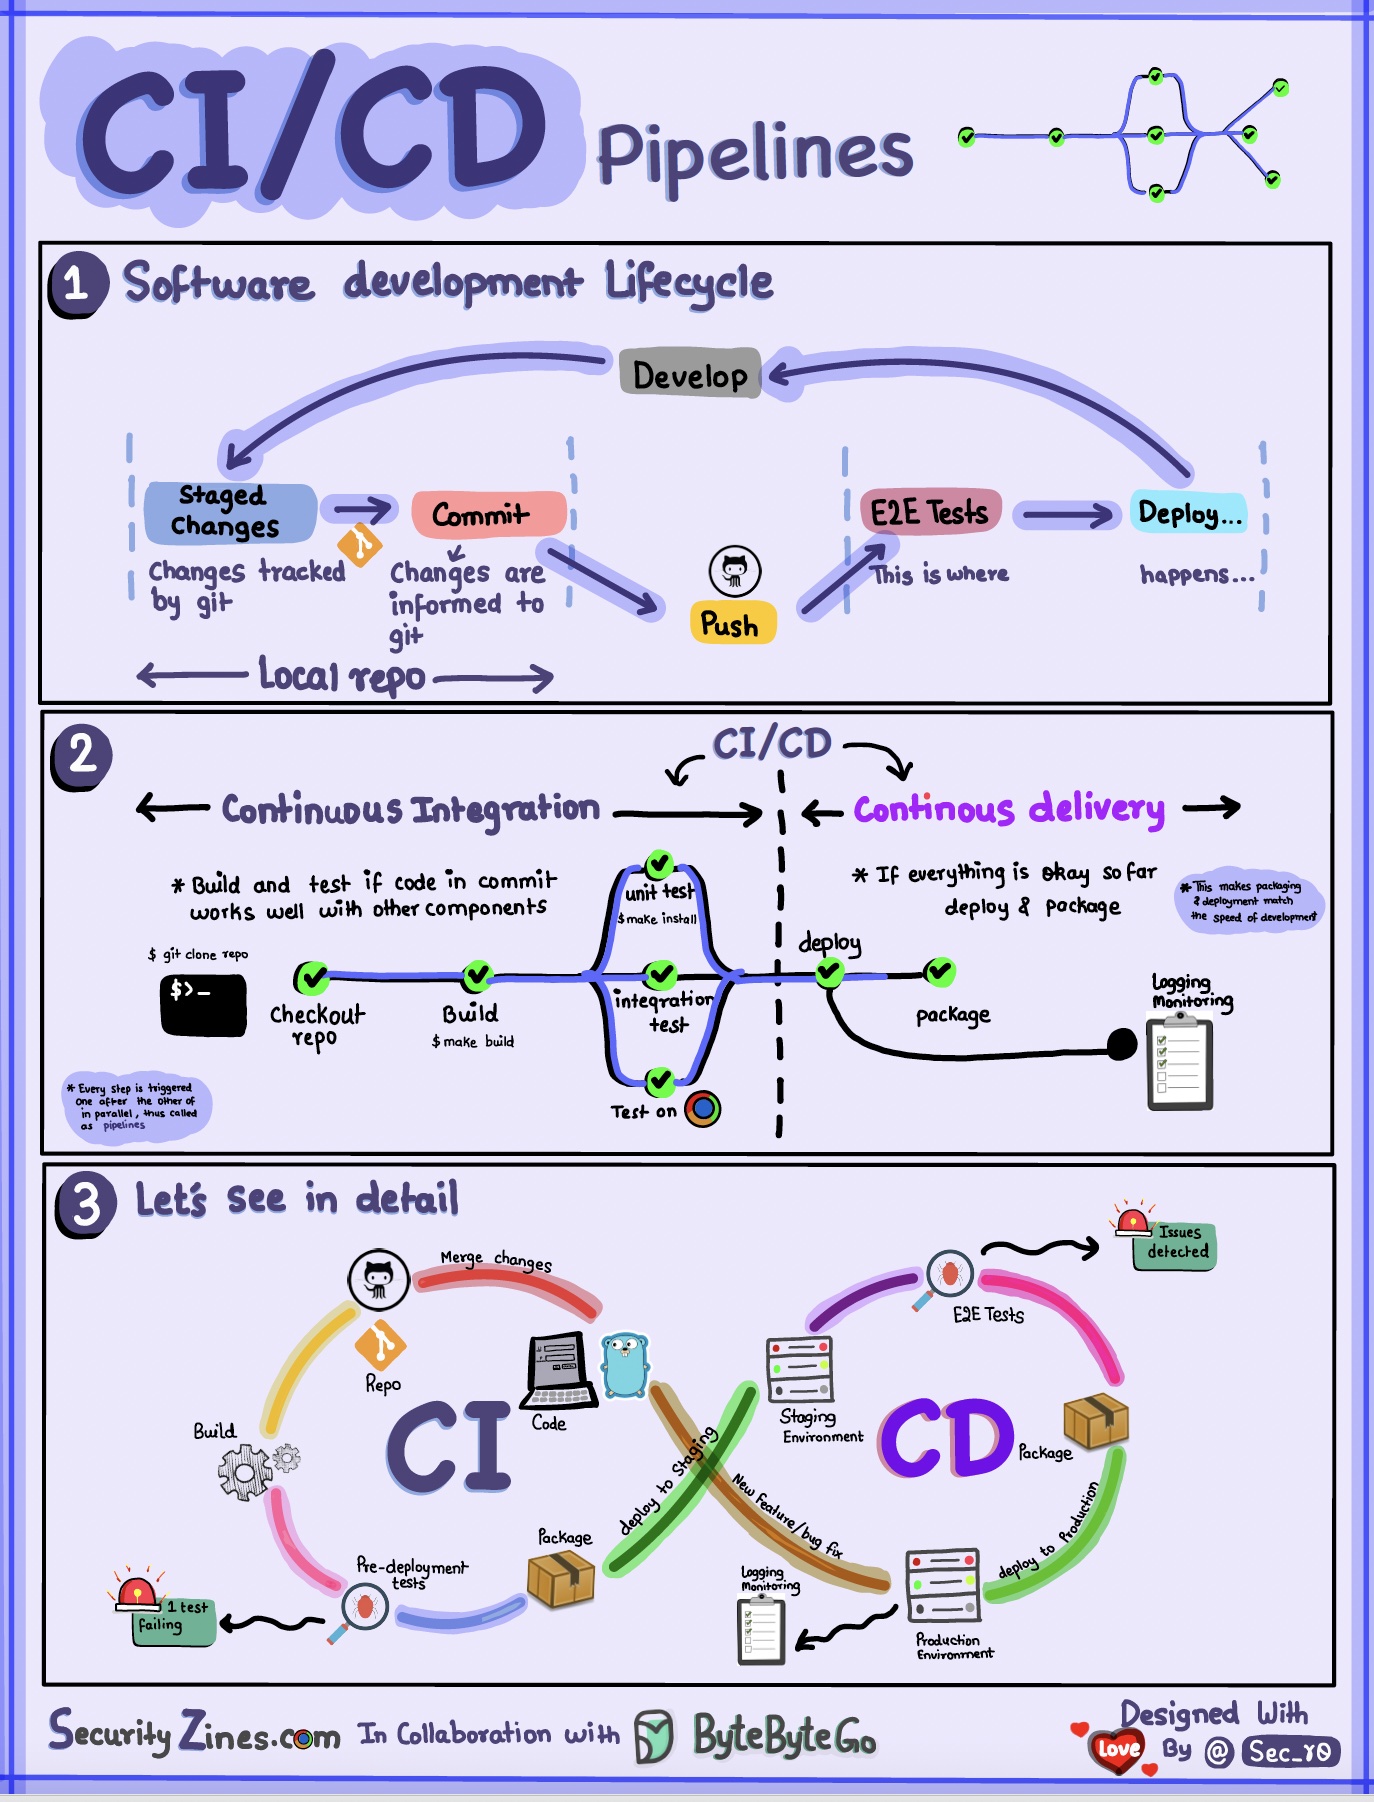 CI/CD Pipelines
1 Software development Lifecycle
Develop
Staged
Changes
Commit
E2E Tests
Deploy...
Changes tracked
by git
Changes are
informed to
git
This is where
happens...
Push
Local repo
2
CI/CD
Continuous Integration
Continous delivery
* Build and test if code in commit
works well with other components
* If everything is okay so far
deploy & package
* This makes packaging
& deployment match
the speed of development
unit test
$ make install
$ git clone repo
$>_
Checkout
repo
Build
$ make build
integration
test
Test on
deploy
package
Logging
Monitoring
* Every step is triggered
one after the other of
in parallel, thus called
as pipelines
3 Let's see in detail
Merge changes
Repo
Code
Build
CI
Pre-deployment
tests
1 test
failing
Package
deploy to Staging
New feature/bug fix
Staging
Environment
E2E Tests
Issues
detected
CD
Package
deploy to Production
Production
Environment
Logging
Monitoring
SecurityZines.com In Collaboration with ByteByteGo
Designed With
Love By @ Sec_r0